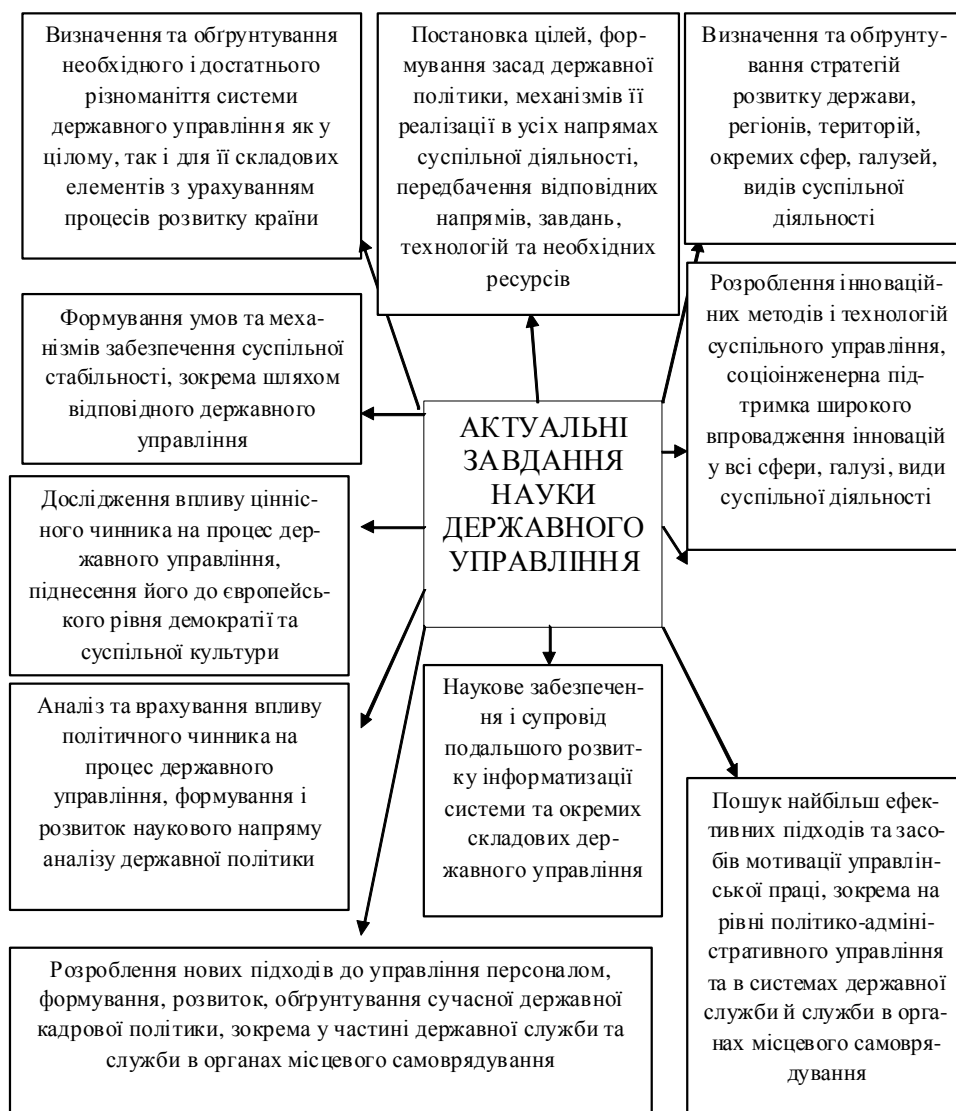 Визначення та обґрунтування
необхідного і достатнього
різноманіття системи
державного управління як у
цілому, так і для її складових
елементів з урахуванням
процесів розвитку країни
Постановка цілей, фор-
мування засад державної
політики, механізмів її
реалізації в усіх напрямах
суспільної діяльності,
передбачення відповідних
напрямів, завдань,
технологій та необхідних
ресурсів
Визначення та обґрунту-
вання стратегій
розвитку держави,
регіонів, територій,
окремих сфер, галузей,
видів суспільної
діяльності
Формування умов та меха-
нізмів забезпечення суспільної
стабільності, зокрема шляхом
відповідного державного
управління
АКТУАЛЬНІ
ЗАВДАННЯ
НАУКИ
ДЕРЖАВНОГО
УПРАВЛІННЯ
Розроблення інновацій-
них методів і технологій
суспільного управління,
соціоінженерна під-
тримка широкого
впровадження інновацій
у всі сфери, галузі, види
суспільної діяльності
Дослідження впливу ціннісного
ного чинника на процес дер-
жавного управління,
піднесення його до європейсь-
кого рівня демократії та
суспільної культури
Аналіз та врахування впливу
політичного чинника на
процес державного
управління, формування і
розвиток наукового напряму
аналізу державної політики
Наукове забезпечен-
ня і супровід
подальшого розвит-
ку інформатизації
системи та окремих
складових дер-
жавного управління
Пошук найбільш ефек-
тивних підходів та засо-
бів мотивації управлін-
ської праці, зокрема на
рівні політико-адміні-
стративного управління
та в системах державної
служби й служби в орга-
нах місцевого самовря-
дування
Розроблення нових підходів до управління персоналом,
формування, розвиток, обґрунтування сучасної державної
кадрової політики, зокрема у частині державної служби та
служби в органах місцевого самоврядування